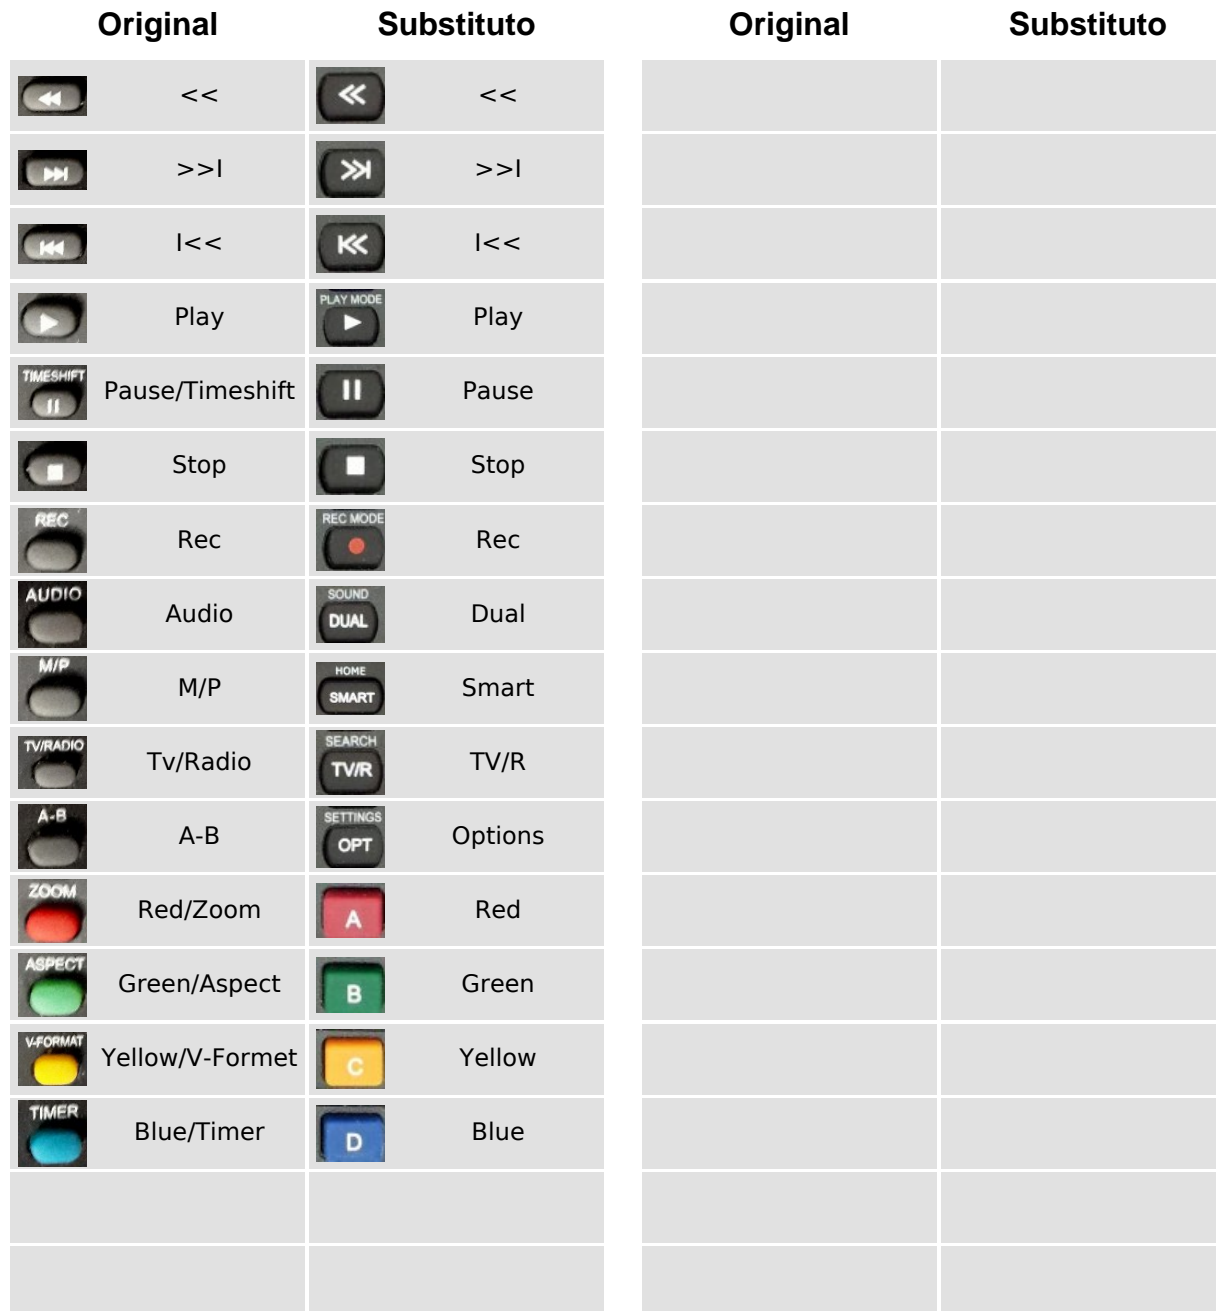 Original Substituto Original Substituto
<< <<
>>I >>I
I<< I<<
PLAY MODE
Play Play
TIMESHIFT
Pause/Timeshift Pause
Stop Stop
REC REC MODE
Rec Rec
AUDIO SOUND
Audio DUAL Dual
M/P HOME
M/P SMART Smart
TV/RADIO SEARCH
Tv/Radio TV/R TV/R
A-B SETTINGS
A-B OPT Options
ZOOM
Red/Zoom A Red
ASPECT
Green/Aspect B Green
V-FORMAT
Yellow/V-Formet C Yellow
TIMER
Blue/Timer D Blue